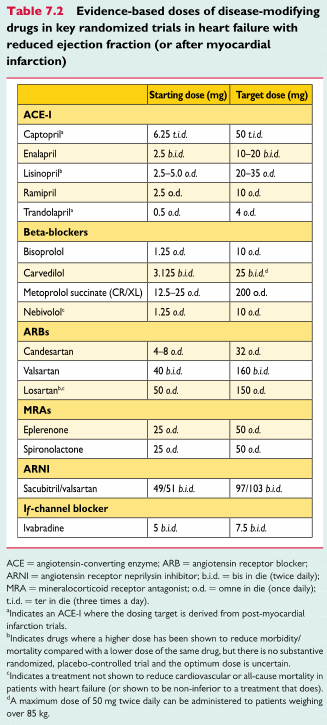 Table 7.2 Evidence-based doses of disease-modifying
drugs in key randomized trials in heart failure with
reduced ejection fraction (or after myocardial
infarction)
Starting dose (mg) Target dose (mg)
ACE-I
Captoprilᵃ 6.25 t.i.d. 50 t.i.d.
Enalapril 2.5 b.i.d. 10–20 b.i.d.
Lisinoprilᵇ 2.5–5.0 o.d. 20–35 o.d.
Ramipril 2.5 o.d. 10 o.d.
Trandolaprilᵃ 0.5 o.d. 4 o.d.
Beta-blockers
Bisoprolol 1.25 o.d. 10 o.d.
Carvedilol 3.125 b.i.d. 25 b.i.d.ᵈ
Metoprolol succinate (CR/XL) 12.5–25 o.d. 200 o.d.
Nebivololᶜ 1.25 o.d. 10 o.d.
ARBs
Candesartan 4–8 o.d. 32 o.d.
Valsartan 40 b.i.d. 160 b.i.d.
Losartanᵇ,ᶜ 50 o.d. 150 o.d.
MRAs
Eplerenone 25 o.d. 50 o.d.
Spironolactone 25 o.d. 50 o.d.
ARNI
Sacubitril/valsartan 49/51 b.i.d. 97/103 b.i.d.
If-channel blocker
Ivabradine 5 b.i.d. 7.5 b.i.d.
ACE = angiotensin-converting enzyme; ARB = angiotensin receptor blocker;
ARNI = angiotensin receptor neprilysin inhibitor; b.i.d. = bis in die (twice daily);
MRA = mineralocorticoid receptor antagonist; o.d. = omne in die (once daily);
t.i.d. = ter in die (three times a day).
ᵃIndicates an ACE-I where the dosing target is derived from post-myocardial
infarction trials.
ᵇIndicates drugs where a higher dose has been shown to reduce morbidity/
mortality compared with a lower dose of the same drug, but there is no substantive
randomized, placebo-controlled trial and the optimum dose is uncertain.
ᶜIndicates a treatment not shown to reduce cardiovascular or all-cause mortality in
patients with heart failure (or shown to be non-inferior to a treatment that does).
ᵈA maximum dose of 50 mg twice daily can be administered to patients weighing
over 85 kg.